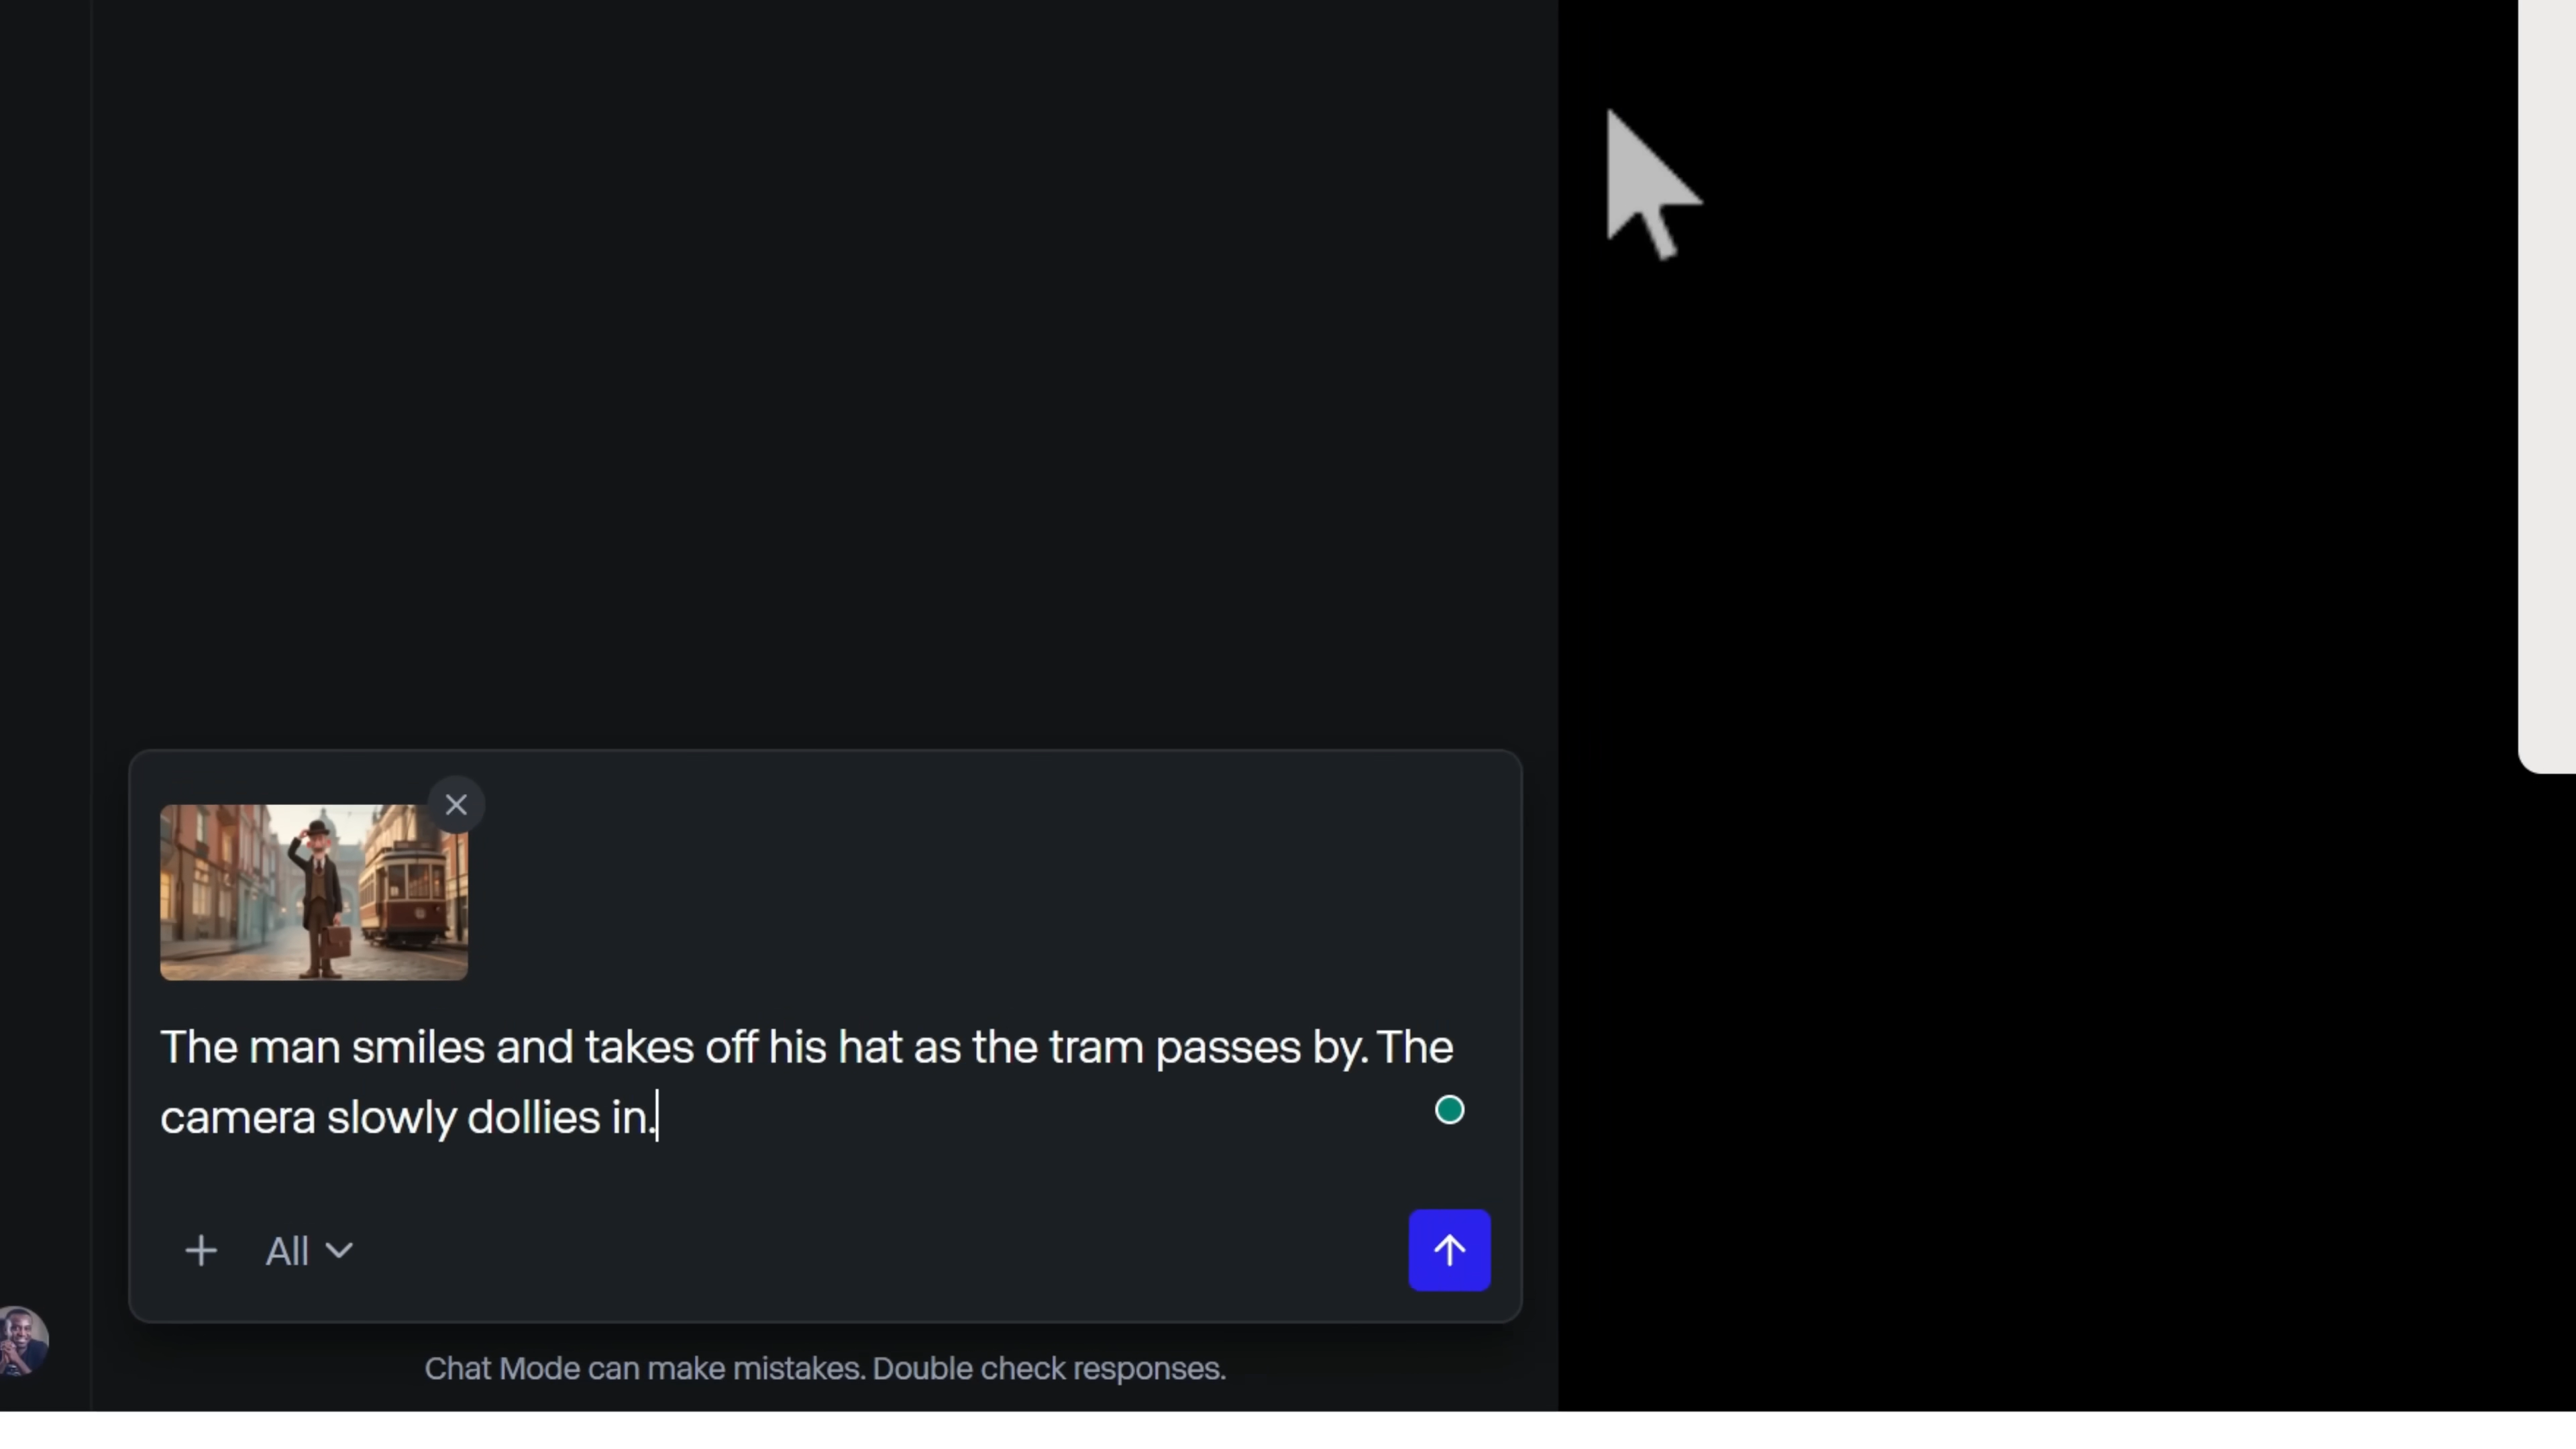 The man smiles and takes off his hat as the tram passes by. The
camera slowly dollies in.
All
Chat Mode can make mistakes. Double check responses.